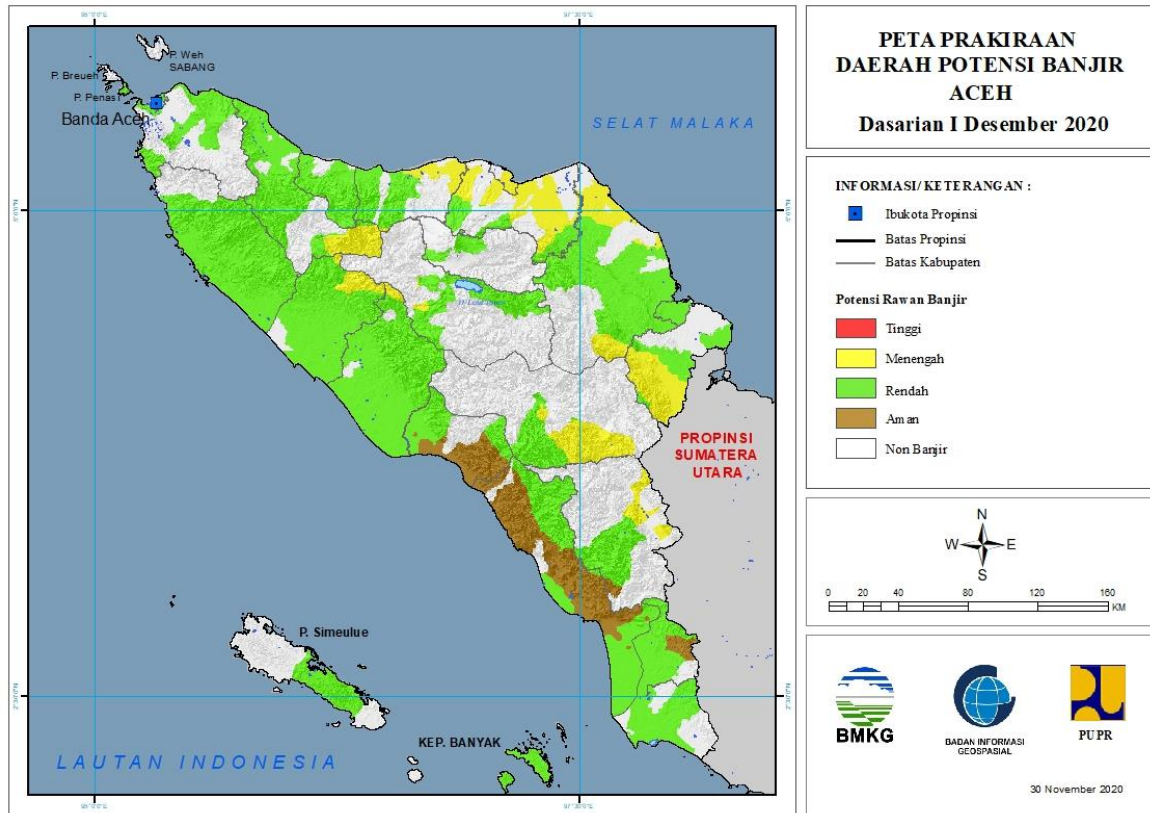 PETA PRAKIRAAN
DAERAH POTENSI BANJIR
ACEH
Dasarian I Desember 2020
INFORMASI/ KETERANGAN :
Ibukota Propinsi
Batas Propinsi
Batas Kabupaten
Potensi Rawan Banjir
Tinggi
Menengah
Rendah
Aman
Non Banjir
N
W E
S
0 20 40 80 120 160
KM
BMKG
BADAN INFORMASI
GEOSPASIAL
PUPR
30 November 2020
P. Weh
SABANG
P. Breueh
P. Penasi
Banda Aceh
SELAT MALAKA
PROPINSI
SUMATERA
UTARA
P. Simeulue
KEP. BANYAK
LAUTAN INDONESIA